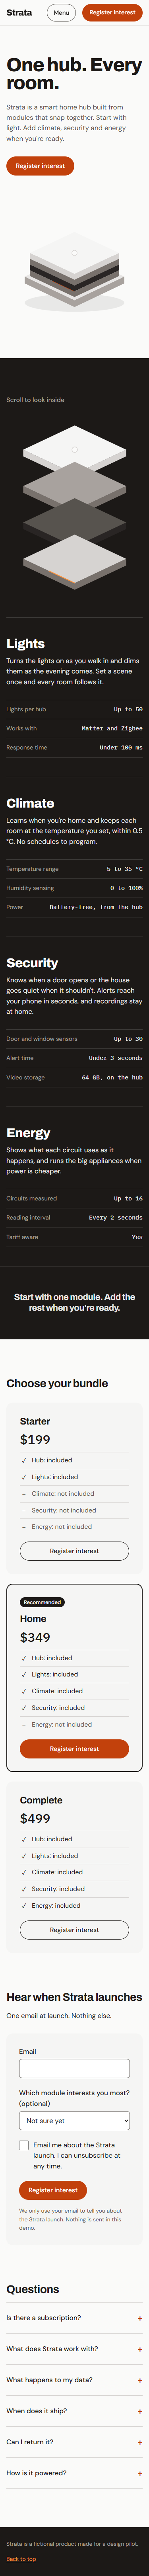 Strata
Menu
Register interest
One hub. Every
room.
Strata is a smart home hub built from
modules that snap together. Start with
light. Add climate, security and energy
when you're ready.
Register interest
Scroll to look inside
Lights
Turns the lights on as you walk in and dims
them as the evening comes. Set a scene
once and every room follows it.
Lights per hub Up to 50
Works with Matter and Zigbee
Response time Under 100 ms
Climate
Learns when you're home and keeps each
room at the temperature you set, within 0.5
°C. No schedules to program.
Temperature range 5 to 35 °C
Humidity sensing 0 to 100%
Power Battery-free, from the hub
Security
Knows when a door opens or the house
goes quiet when it shouldn't. Alerts reach
your phone in seconds, and recordings stay
at home.
Door and window sensors Up to 30
Alert time Under 3 seconds
Video storage 64 GB, on the hub
Energy
Shows what each circuit uses as it
happens, and runs the big appliances when
power is cheaper.
Circuits measured Up to 16
Reading interval Every 2 seconds
Tariff aware Yes
Start with one module. Add the
rest when you're ready.
Choose your bundle
Starter
$199
✓ Hub: included
✓ Lights: included
– Climate: not included
– Security: not included
– Energy: not included
Register interest
Recommended
Home
$349
✓ Hub: included
✓ Lights: included
✓ Climate: included
✓ Security: included
– Energy: not included
Register interest
Complete
$499
✓ Hub: included
✓ Lights: included
✓ Climate: included
✓ Security: included
✓ Energy: included
Register interest
Hear when Strata launches
One email at launch. Nothing else.
Email
Which module interests you most?
(optional)
Not sure yet
Email me about the Strata
launch. I can unsubscribe at
any time.
Register interest
We only use your email to tell you about
the Strata launch. Nothing is sent in this
demo.
Questions
Is there a subscription? +
What does Strata work with? +
What happens to my data? +
When does it ship? +
Can I return it? +
How is it powered? +
Strata is a fictional product made for a design pilot.
Back to top